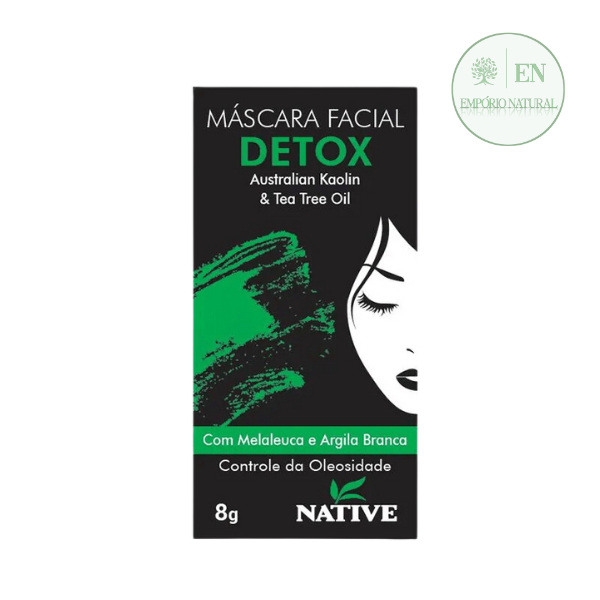 EN
EMPÓRIO NATURAL
MÁSCARA FACIAL
DETOX
Australian Kaolin
& Tea Tree Oil
Com Melaleuca e Argila Branca
Controle da Oleosidade
8g
NATIVE